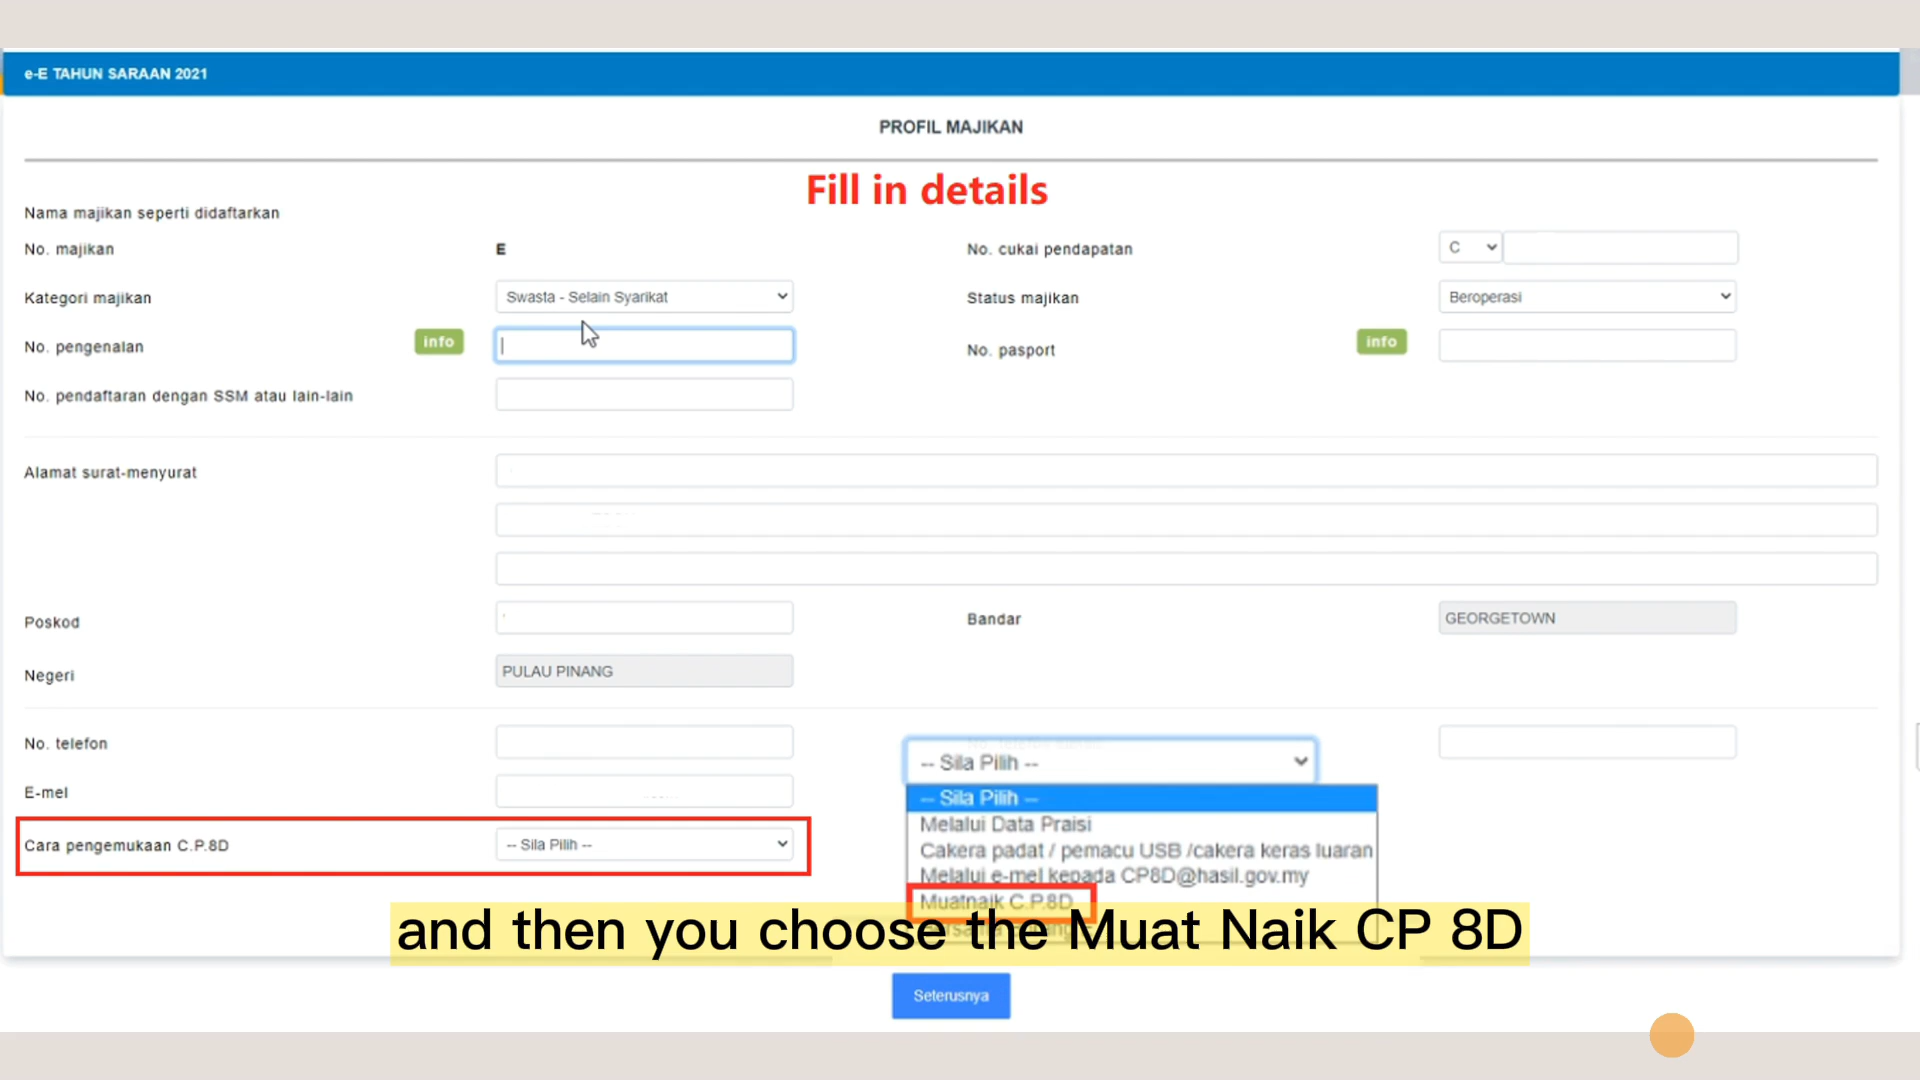 e-E TAHUN SARAAN 2021
PROFIL MAJIKAN
Fill in details
Nama majikan seperti didaftarkan
No. majikan
E
No. cukai pendapatan
C
Kategori majikan
Swasta - Selain Syarikat
Status majikan
Beroperasi
No. pengenalan
info
No. pasport
info
No. pendaftaran dengan SSM atau lain-lain
Alamat surat-menyurat
Poskod
Bandar
GEORGETOWN
Negeri
PULAU PINANG
No. telefon
E-mel
Cara pengemukaan C.P.8D
-- Sila Pilih --
-- Sila Pilih --
-- Sila Pilih --
Melalui Data Praisi
Cakera padat / pemacu USB /cakera keras luaran
Melalui e-mel kepada CP8D@hasil.gov.my
Muatnaik C.P.8D
and then you choose the Muat Naik CP 8D
Seterusnya